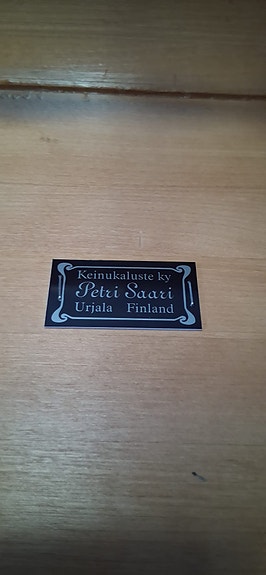 Keinukaluste ky
Petri Saari
Urjala Finland